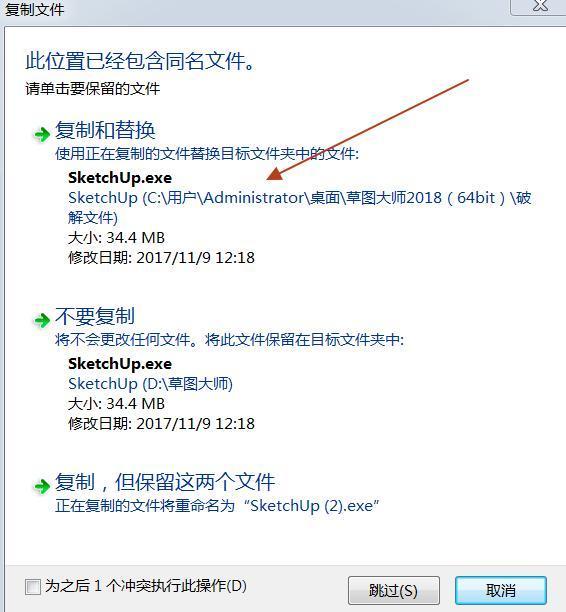 复制文件
此位置已经包含同名文件。
请单击要保留的文件
复制和替换
使用正在复制的文件替换目标文件夹中的文件:
SketchUp.exe
SketchUp (C:\用户\Administrator\桌面\草图大师2018（64bit）\破
解文件)
大小: 34.4 MB
修改日期: 2017/11/9 12:18
不要复制
将不会更改任何文件。将此文件保留在目标文件夹中:
SketchUp.exe
SketchUp (D:\草图大师)
大小: 34.4 MB
修改日期: 2017/11/9 12:18
复制，但保留这两个文件
正在复制的文件将重命名为“SketchUp (2).exe”
为之后 1 个冲突执行此操作(D)
跳过(S)
取消